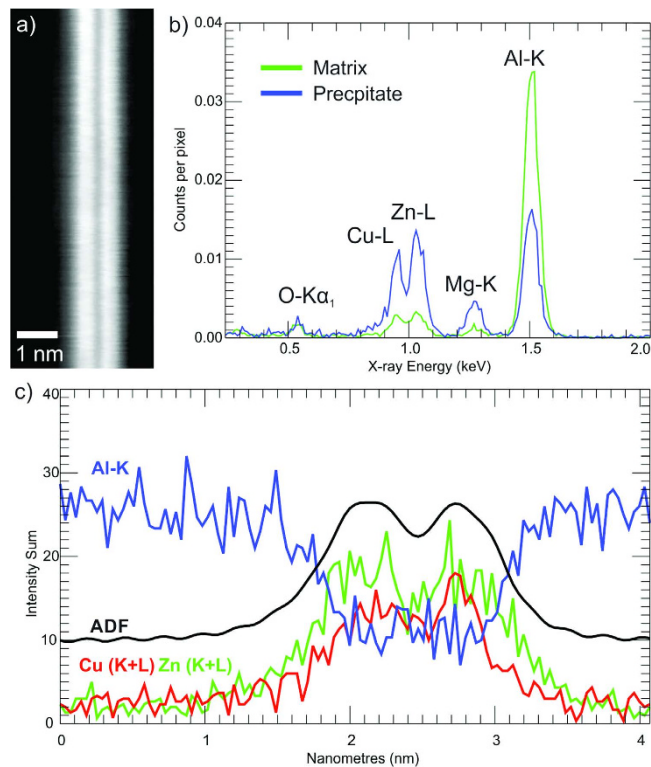 a)
1 nm
b)
0.04
0.03
0.02
0.01
0.00
Counts per pixel
Matrix
Precpitate
O-Kα₁
Cu-L
Zn-L
Mg-K
Al-K
0.5
1.0
1.5
2.0
X-ray Energy (keV)
c)
40
30
20
10
0
Intensity Sum
Al-K
ADF
Cu (K+L) Zn (K+L)
0
1
2
3
4
Nanometres (nm)